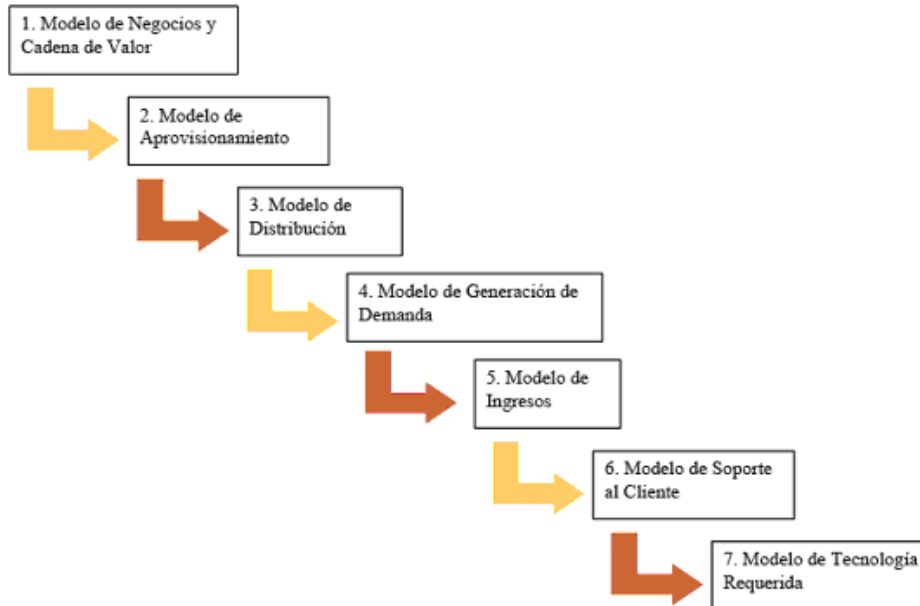 1. Modelo de Negocios y
Cadena de Valor
2. Modelo de
Aprovisionamiento
3. Modelo de
Distribución
4. Modelo de Generación de
Demanda
5. Modelo de
Ingresos
6. Modelo de Soporte
al Cliente
7. Modelo de Tecnología
Requerida